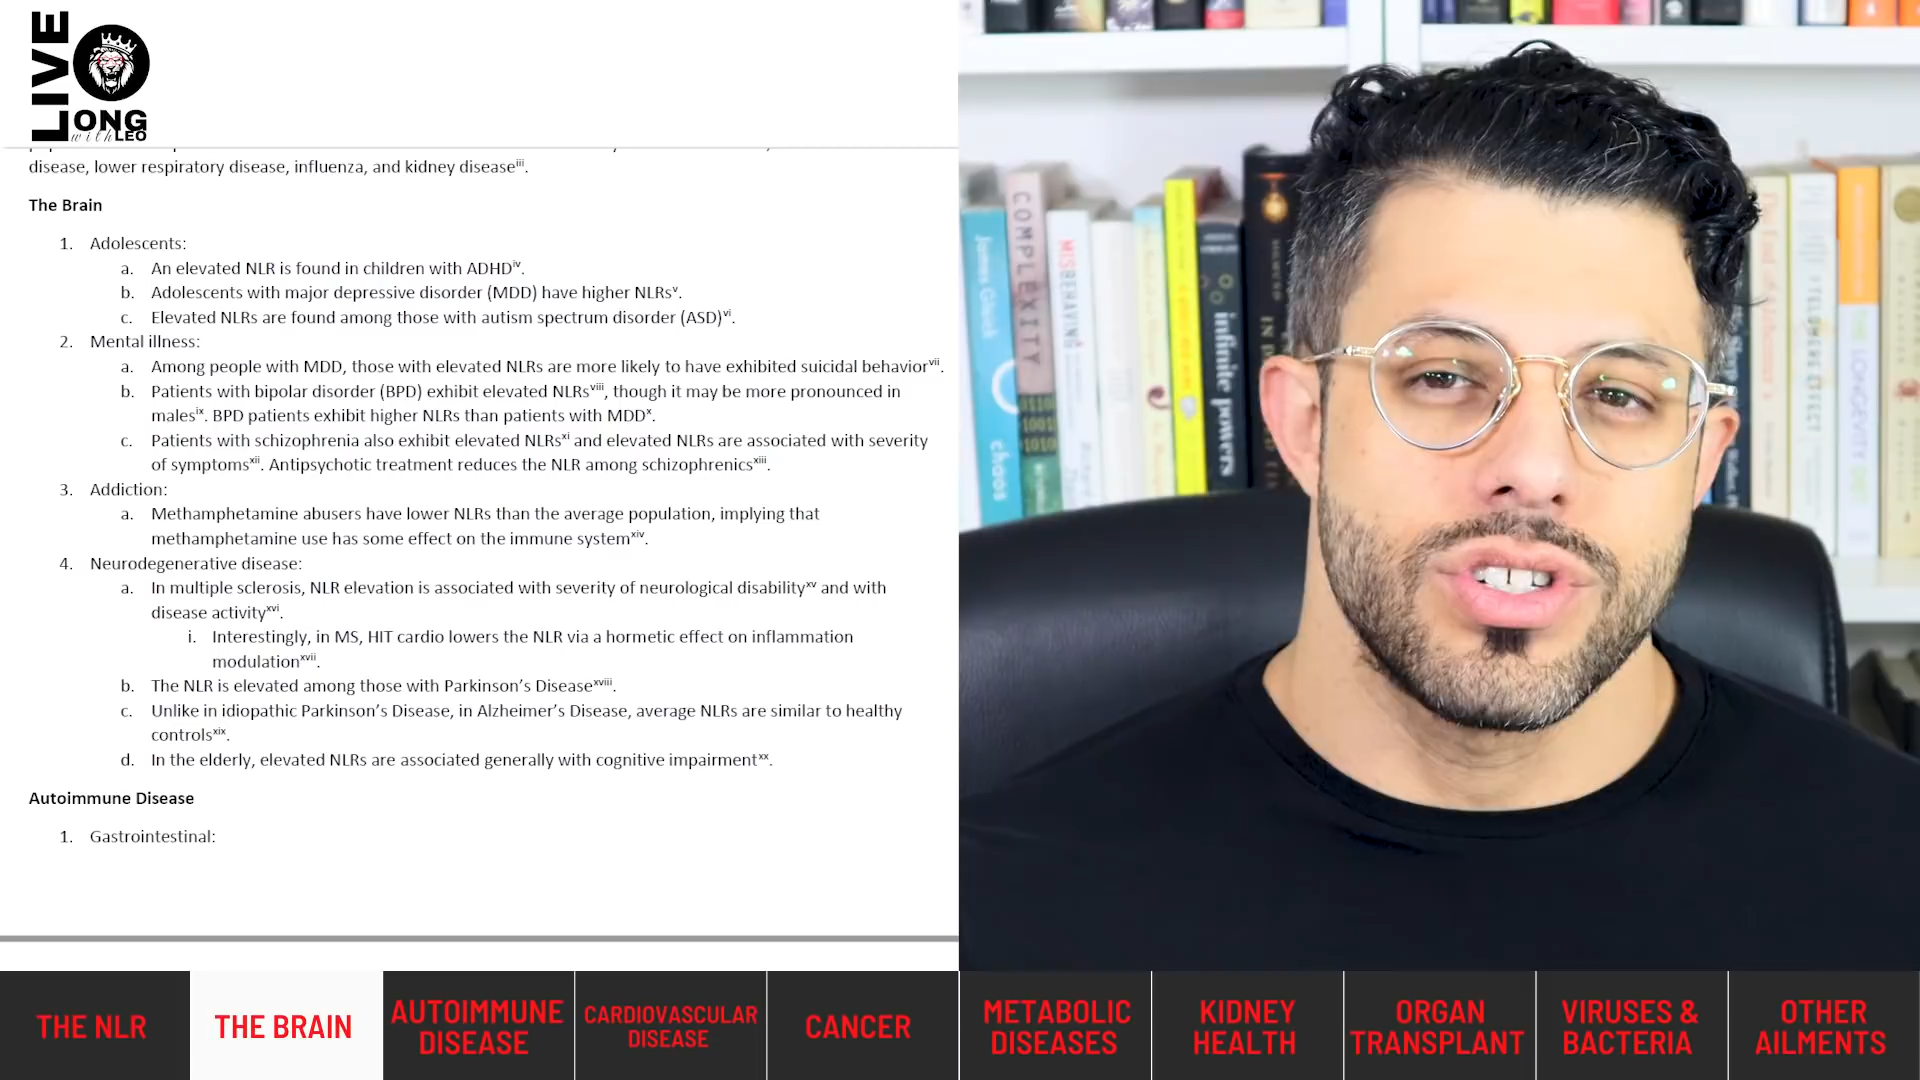 LIVE
LONG
with LEO
disease, lower respiratory disease, influenza, and kidney diseaseⁱⁱⁱ.
The Brain
1. Adolescents:
a. An elevated NLR is found in children with ADHDiv.
b. Adolescents with major depressive disorder (MDD) have higher NLRsv.
c. Elevated NLRs are found among those with autism spectrum disorder (ASD)vi.
2. Mental illness:
a. Among people with MDD, those with elevated NLRs are more likely to have exhibited suicidal behaviorvii.
b. Patients with bipolar disorder (BPD) exhibit elevated NLRsviii, though it may be more pronounced in
malesix. BPD patients exhibit higher NLRs than patients with MDDx.
c. Patients with schizophrenia also exhibit elevated NLRsxi and elevated NLRs are associated with severity
of symptomsxii. Antipsychotic treatment reduces the NLR among schizophrenicsxiii.
3. Addiction:
a. Methamphetamine abusers have lower NLRs than the average population, implying that
methamphetamine use has some effect on the immune systemxiv.
4. Neurodegenerative disease:
a. In multiple sclerosis, NLR elevation is associated with severity of neurological disabilityxv and with
disease activityxvi.
i. Interestingly, in MS, HIT cardio lowers the NLR via a hormetic effect on inflammation
modulationxvii.
b. The NLR is elevated among those with Parkinson’s Diseasexviii.
c. Unlike in idiopathic Parkinson’s Disease, in Alzheimer’s Disease, average NLRs are similar to healthy
controlsxix.
d. In the elderly, elevated NLRs are associated generally with cognitive impairmentxx.
Autoimmune Disease
1. Gastrointestinal:
James Gleick
chaos
COMPLEXITY
MISBEHAVING
infinite powers
THE TELOMERE EFFECT
LONGEVITY
THE NLR
THE BRAIN
AUTOIMMUNE
DISEASE
CARDIOVASCULAR
DISEASE
CANCER
METABOLIC
DISEASES
KIDNEY
HEALTH
ORGAN
TRANSPLANT
VIRUSES &
BACTERIA
OTHER
AILMENTS